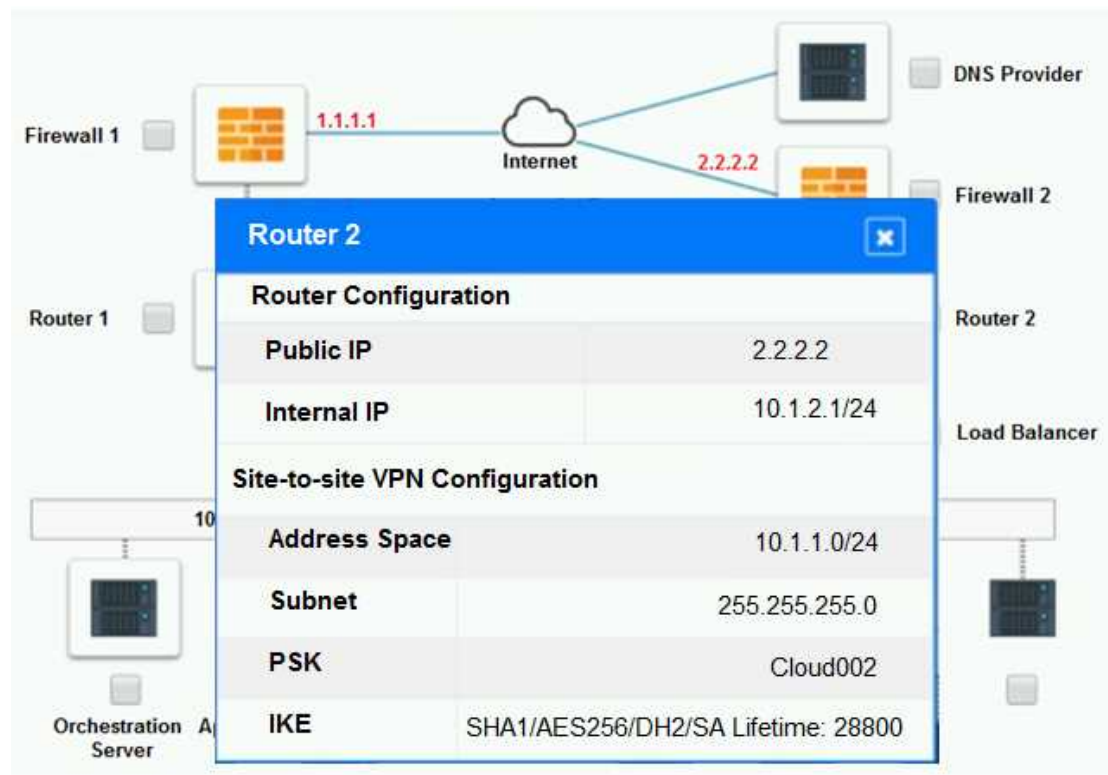 DNS Provider
Firewall 1
1.1.1.1
Internet
2.2.2.2
Firewall 2
Router 2
Router Configuration
Router 1
Router 2
Public IP 2.2.2.2
Internal IP 10.1.2.1/24
Load Balancer
Site-to-site VPN Configuration
10
Address Space 10.1.1.0/24
Subnet 255.255.255.0
PSK Cloud002
IKE SHA1/AES256/DH2/SA Lifetime: 28800
Orchestration
Server